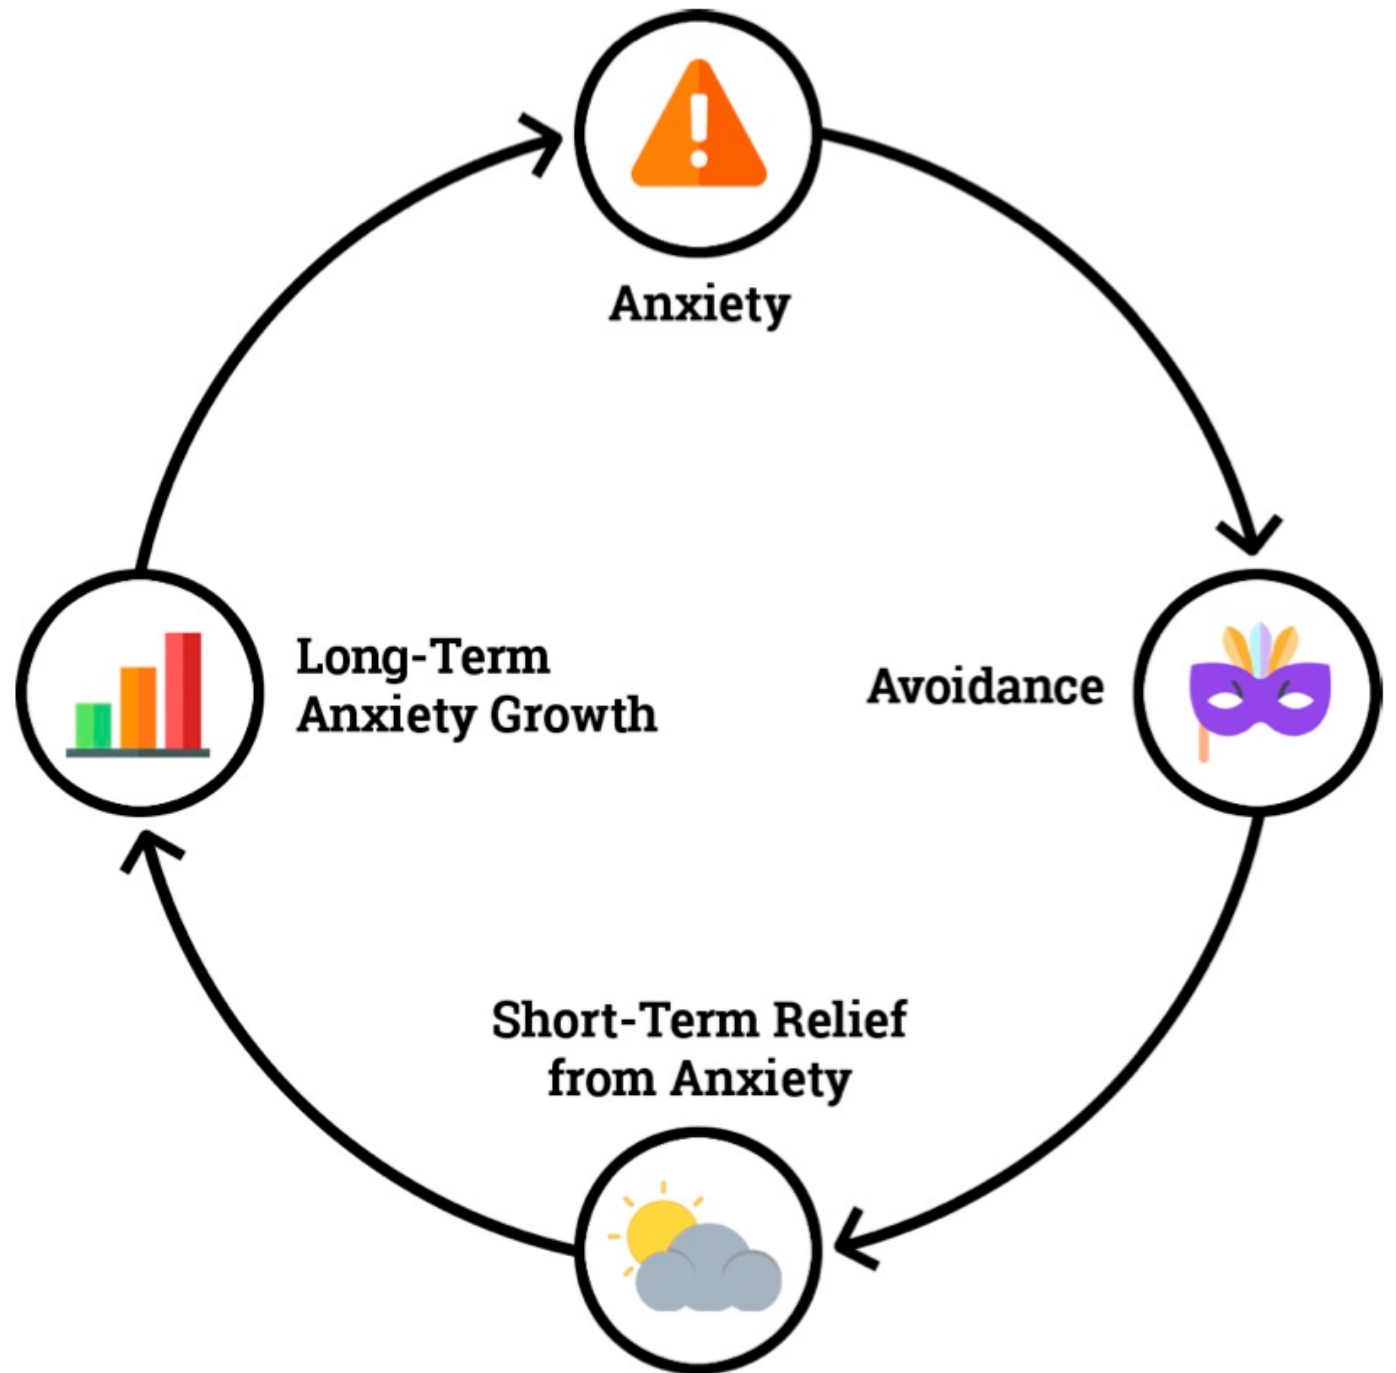 Anxiety
Avoidance
Short-Term Relief
from Anxiety
Long-Term
Anxiety Growth